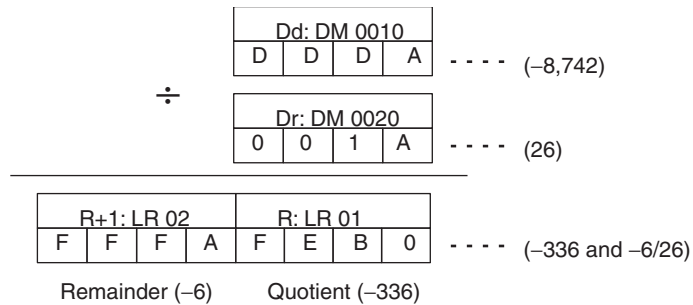 Dd: DM 0010
D D D A - - - - (–8,742)
÷
Dr: DM 0020
0 0 1 A - - - - (26)
R+1: LR 02 R: LR 01
F F F A F E B 0 - - - - (–336 and –6/26)
Remainder (–6) Quotient (–336)